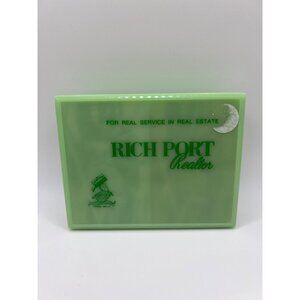 FOR REAL SERVICE IN REAL ESTATE
RICH PORT
Realtor